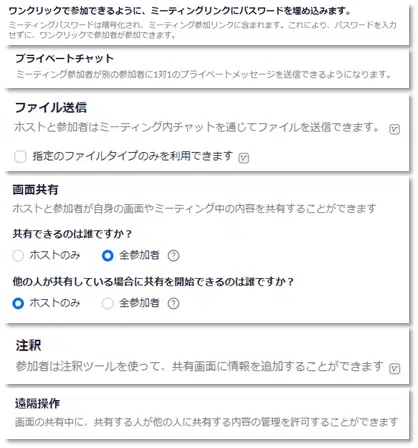 ワンクリックで参加できるように、ミーティングリンクにパスワードを埋め込みます。
ミーティングパスワードは暗号化され、ミーティング参加リンクに含まれます。これにより、パスワードを入力
せずに、ワンクリックで参加者が参加できます。
プライベートチャット
ミーティング参加者が別の参加者に1対1のプライベートメッセージを送信できるようになります。
ファイル送信
ホストと参加者はミーティング内チャットを通じてファイルを送信できます。
指定のファイルタイプのみを利用できます
画面共有
ホストと参加者が自身の画面やミーティング中の内容を共有することができます
共有できるのは誰ですか？
ホストのみ 全参加者
他の人が共有している場合に共有を開始できるのは誰ですか？
ホストのみ 全参加者
注釈
参加者は注釈ツールを使って、共有画面に情報を追加することができます
遠隔操作
画面の共有中に、共有する人が他の人に共有する内容の管理を許可することができます